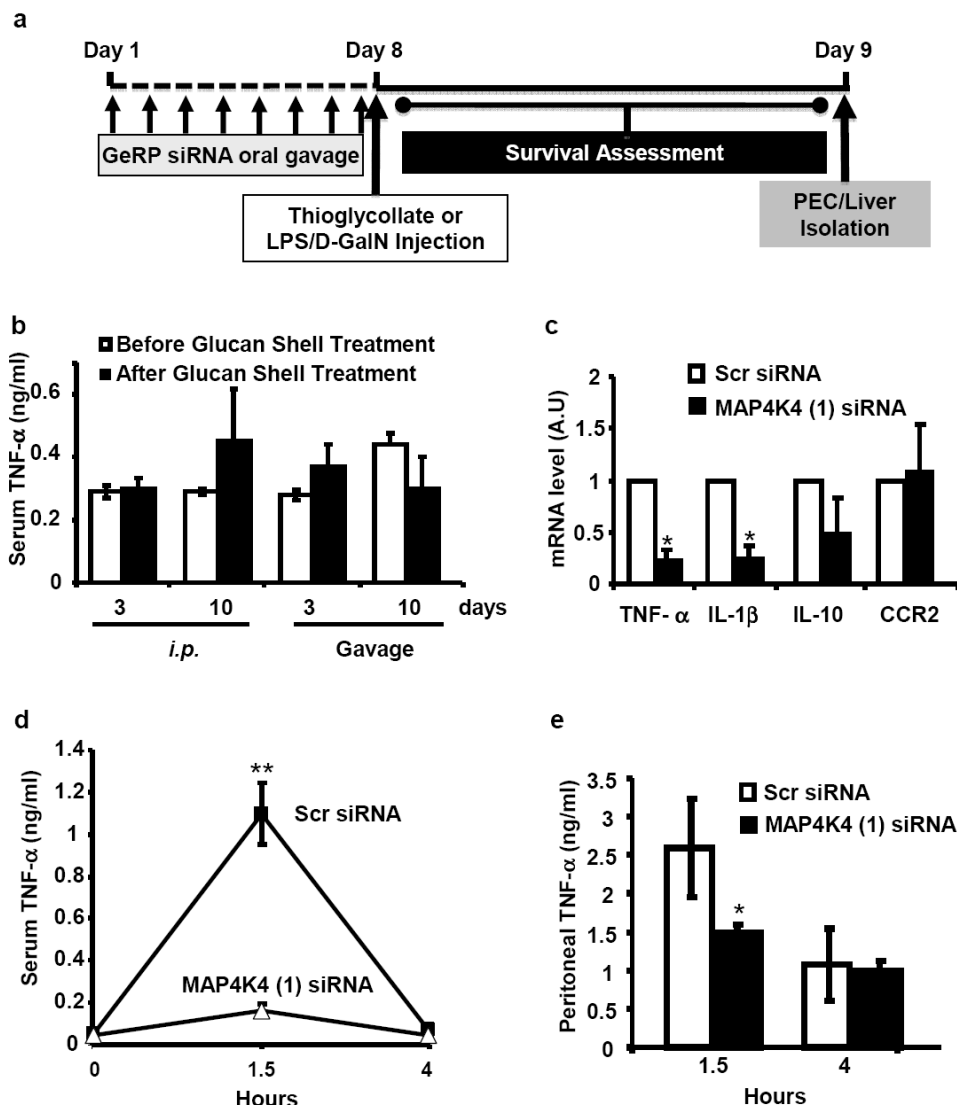 a
Day 1
Day 8
Day 9
GeRP siRNA oral gavage
Survival Assessment
Thioglycollate or
LPS/D-GalN Injection
PEC/Liver
Isolation
b
Before Glucan Shell Treatment
After Glucan Shell Treatment
Serum TNF-α (ng/ml)
0.6
0.4
0.2
0
3
10
3
10
days
i.p.
Gavage
c
Scr siRNA
MAP4K4 (1) siRNA
mRNA level (A.U)
2
1.5
1
0.5
0
*
*
TNF- α
IL-1β
IL-10
CCR2
d
Serum TNF-α (ng/ml)
1.4
1.2
1
0.8
0.6
0.4
0.2
0
**
Scr siRNA
MAP4K4 (1) siRNA
0
1.5
4
Hours
e
Scr siRNA
MAP4K4 (1) siRNA
Peritoneal TNF-α (ng/ml)
3.5
3
2.5
2
1.5
1
0.5
0
*
1.5
4
Hours